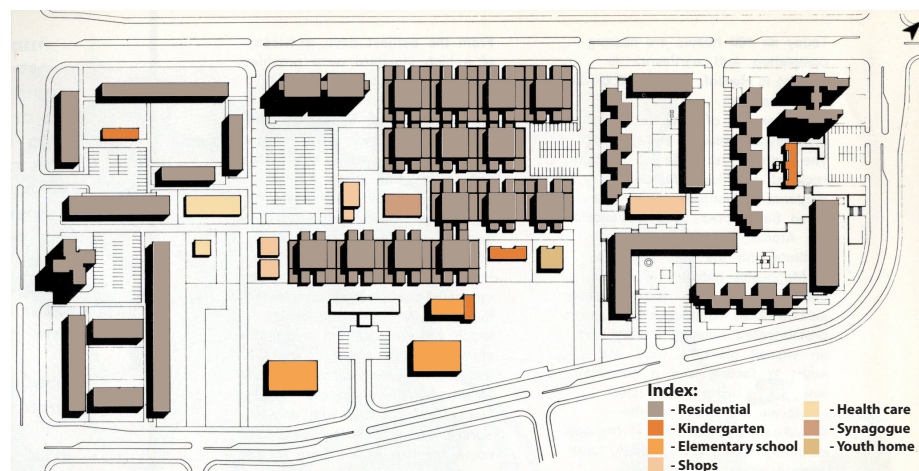 Index:
- Residential
- Kindergarten
- Elementary school
- Shops
- Health care
- Synagogue
- Youth home